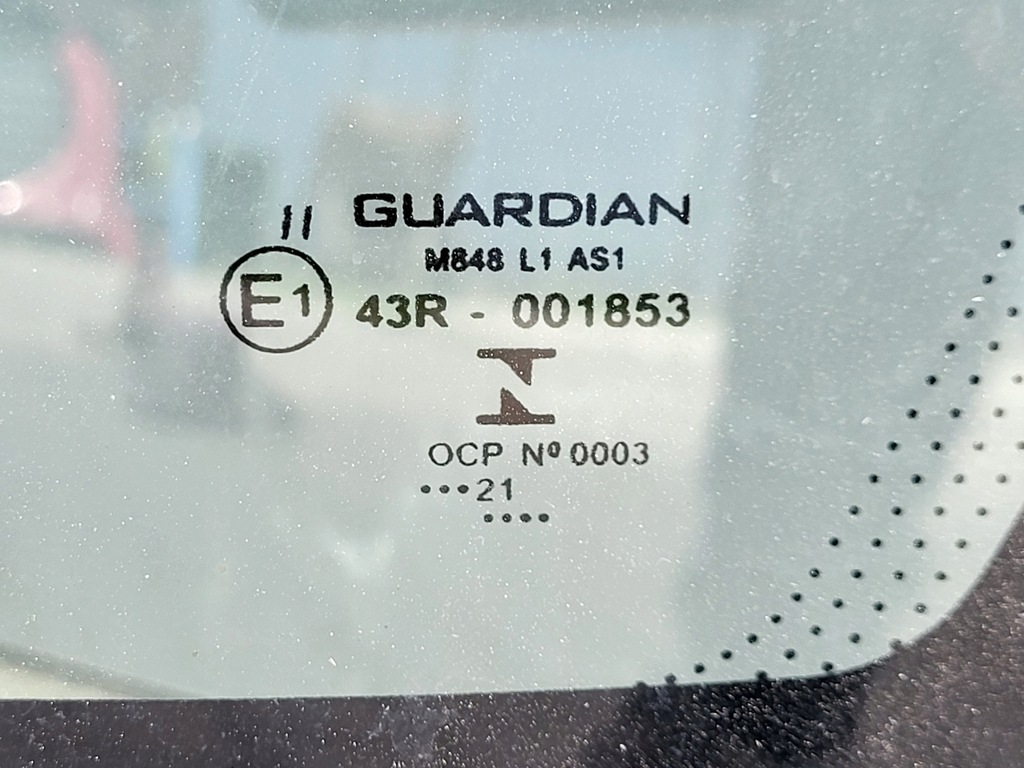 II GUARDIAN
M848 L1 AS1
E1 43R - 001853
OCP Nº 0003
•••21
••••